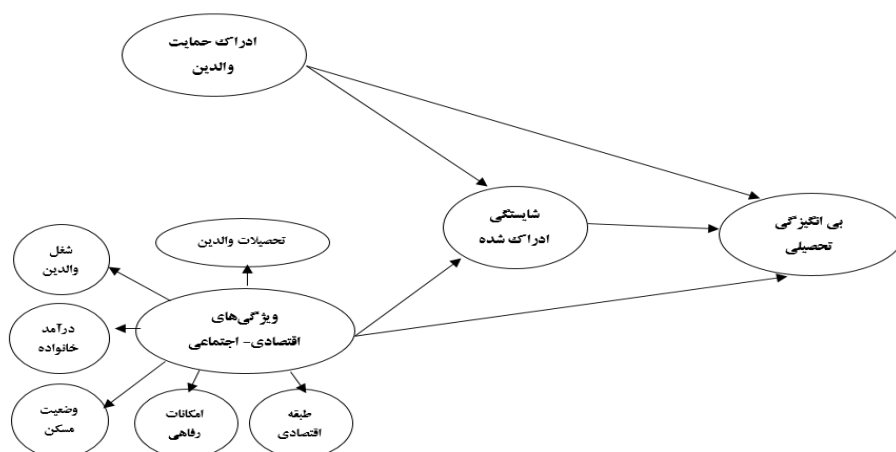 ادراک حمایت
والدین
شایستگی
ادراک شده
بی انگیزگی
تحصیلی
تحصیلات والدین
شغل
والدین
ویژگی‌های
اقتصادی- اجتماعی
درآمد
خانواده
وضعیت
مسکن
امکانات
رفاهی
طبقه
اقتصادی